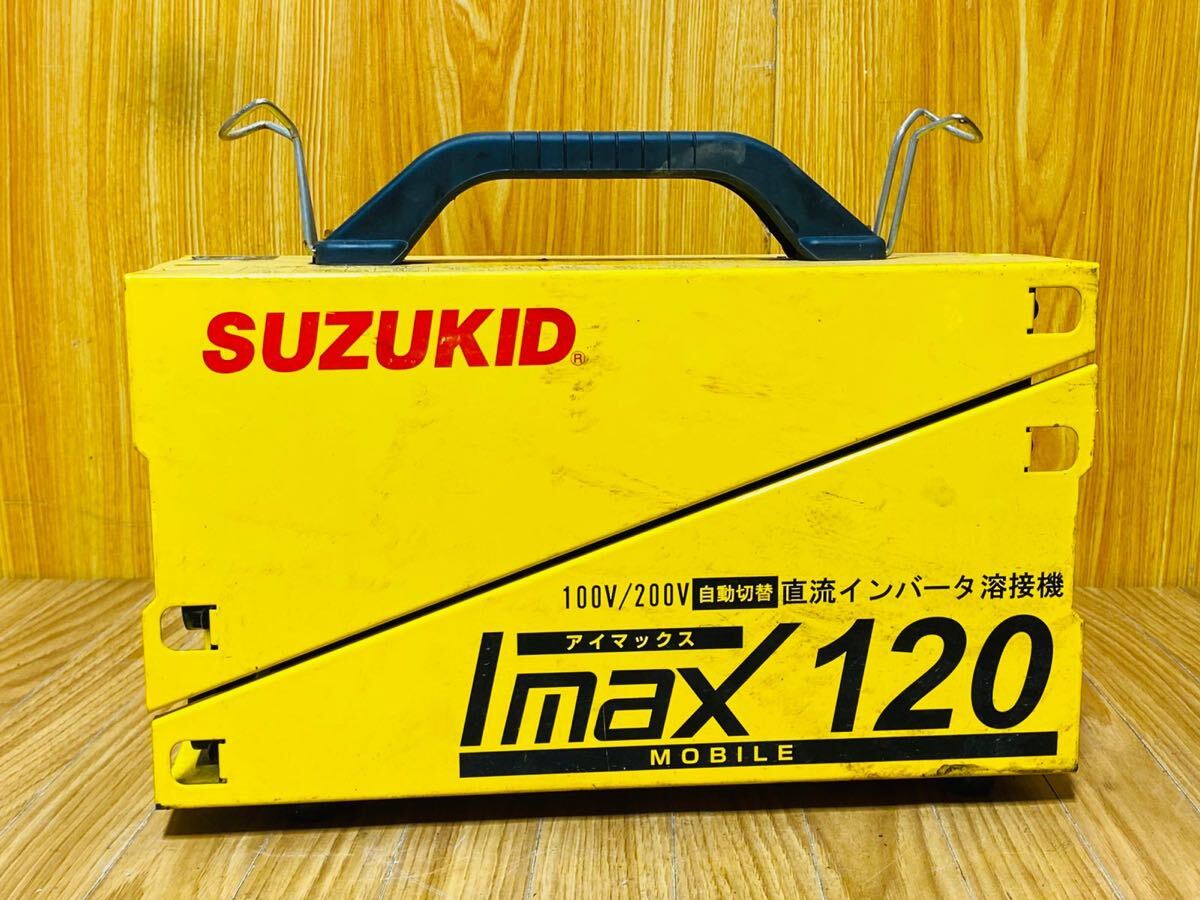 SUZUKID®
100V/200V 自動切替 直流インバータ溶接機
アイマックス
Imax 120
MOBILE